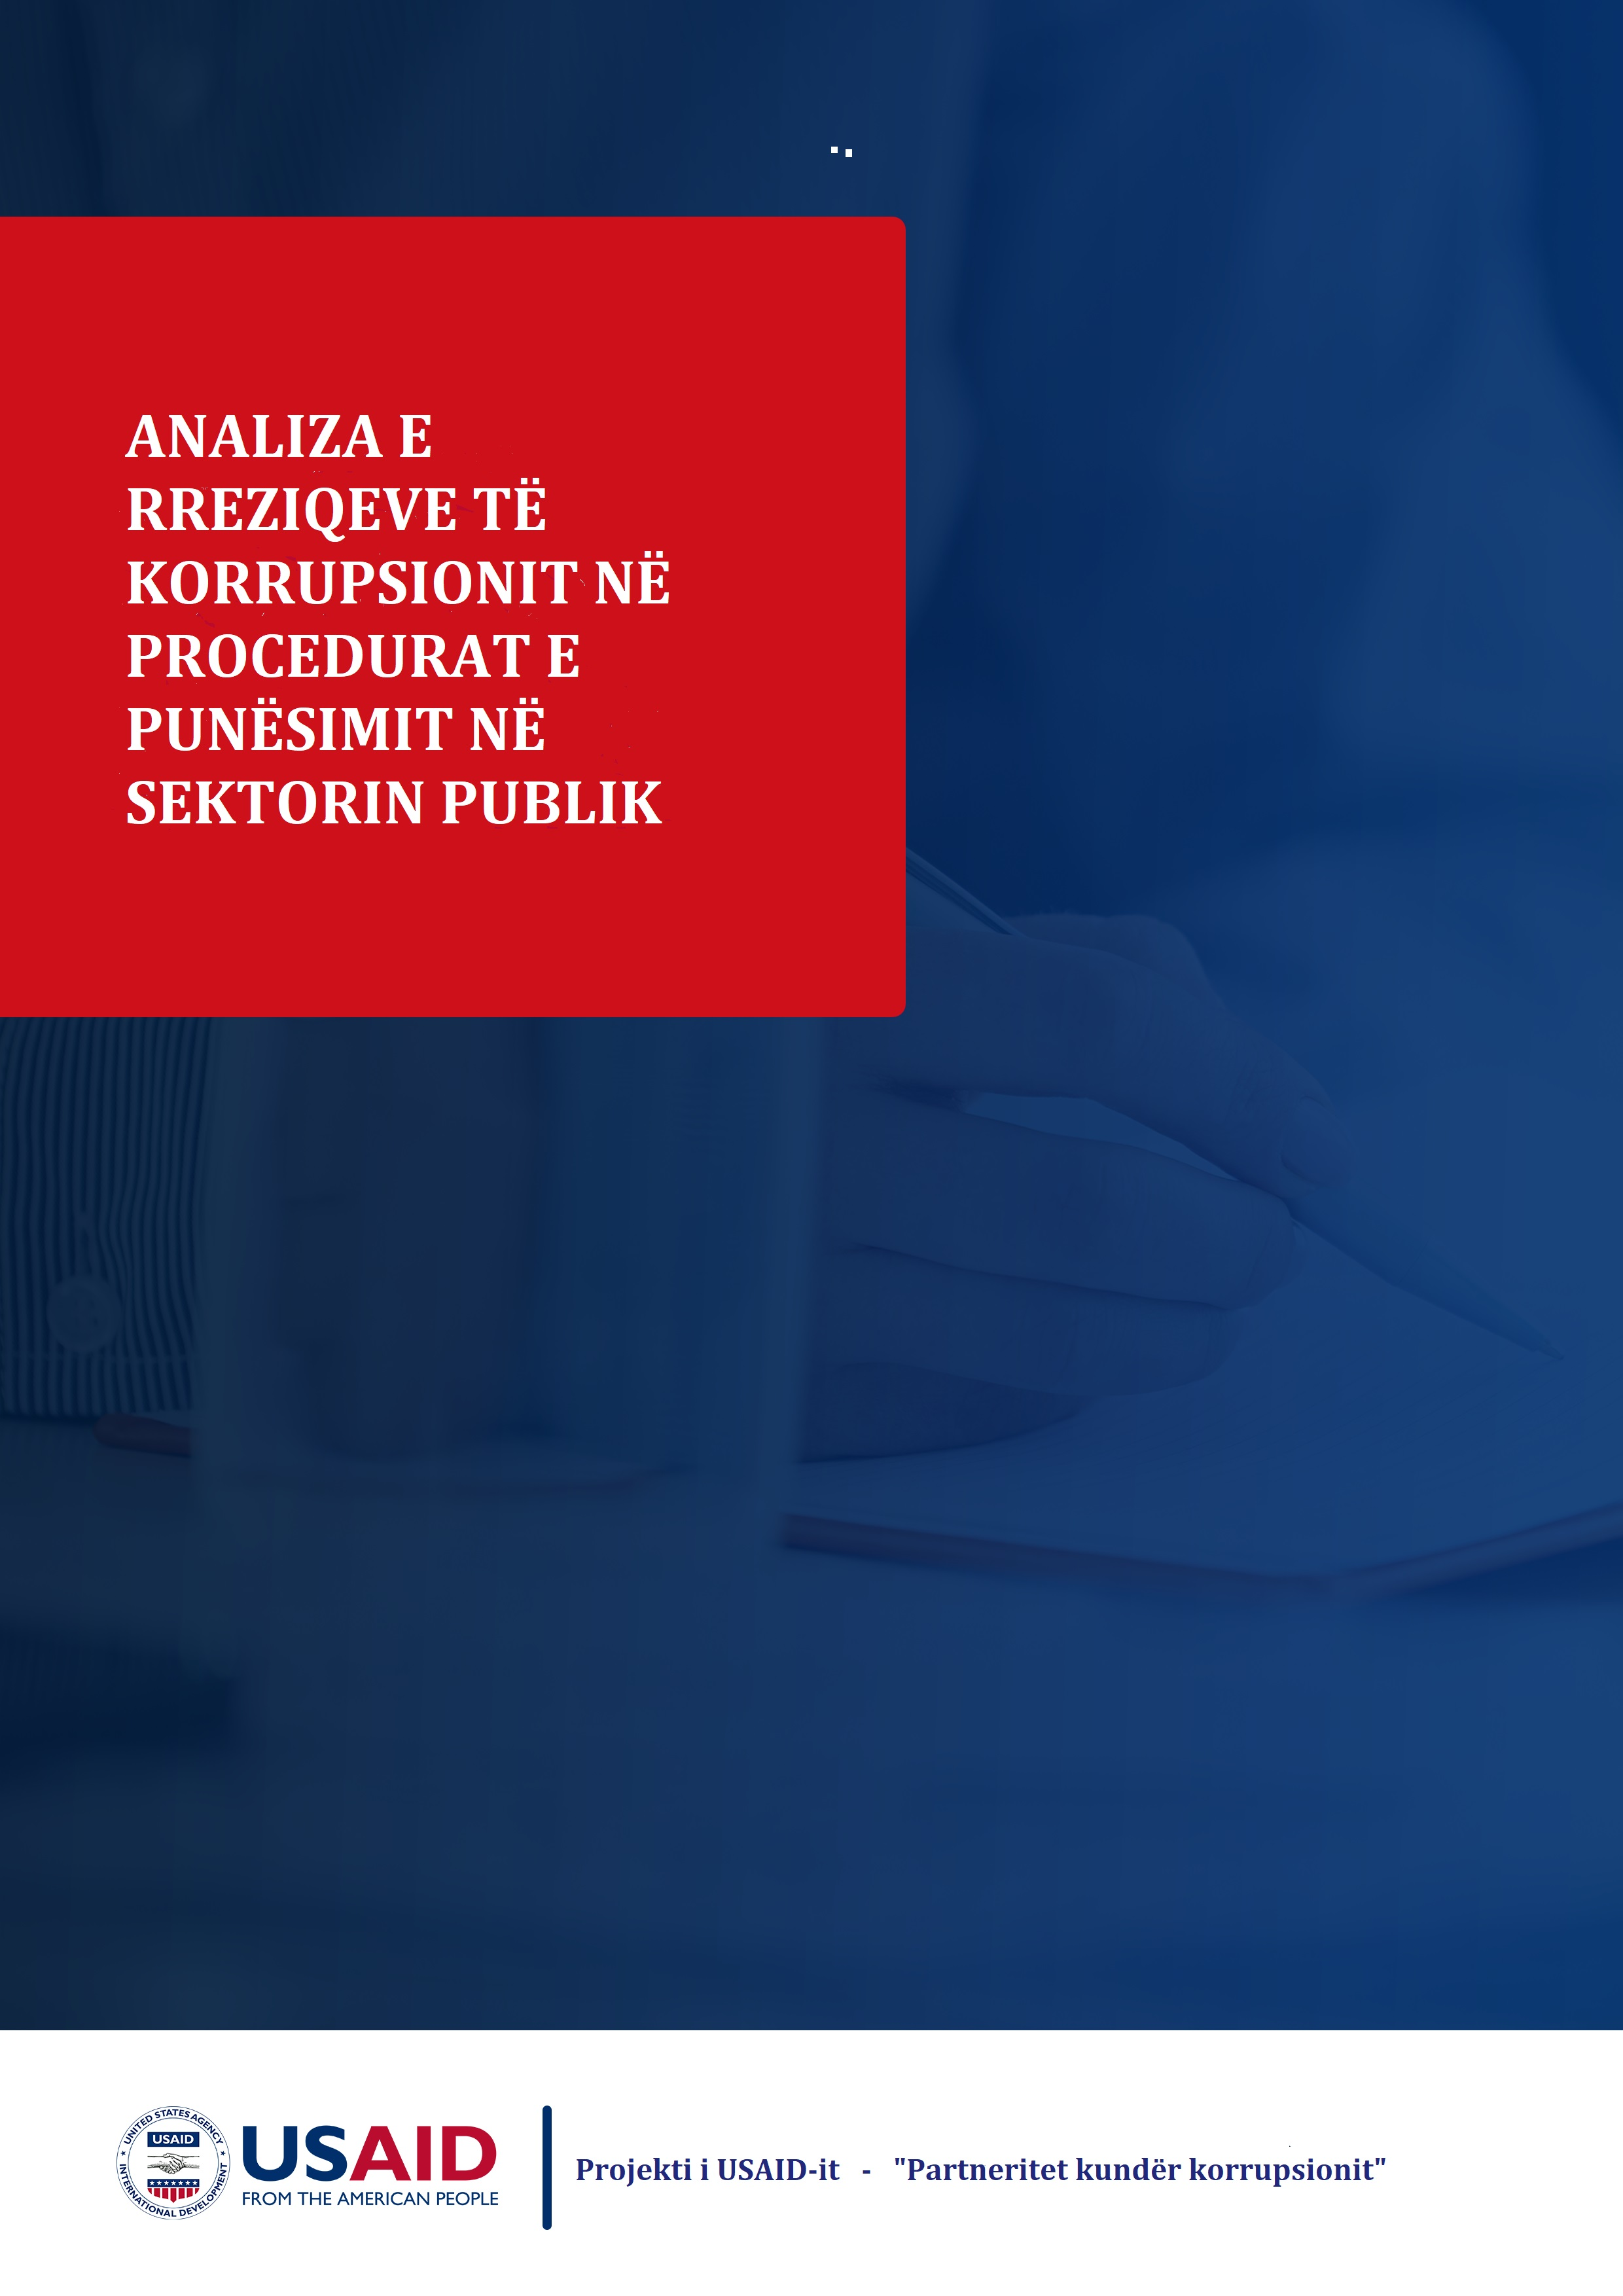 ANALIZA E
RREZIQEVE TË
KORRUPSIONIT NË
PROCEDURAT E
PUNËSIMIT NË
SEKTORIN PUBLIK
UNITED STATES AGENCY
USAID
INTERNATIONAL DEVELOPMENT
USAID
FROM THE AMERICAN PEOPLE
Projekti i USAID-it - "Partneritet kundër korrupsionit"